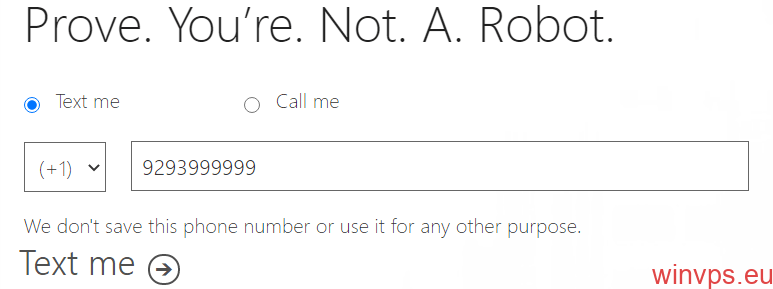 Prove. You’re. Not. A. Robot.
Text me Call me
(+1) 9293999999
We don't save this phone number or use it for any other purpose.
Text me
winvps.eu